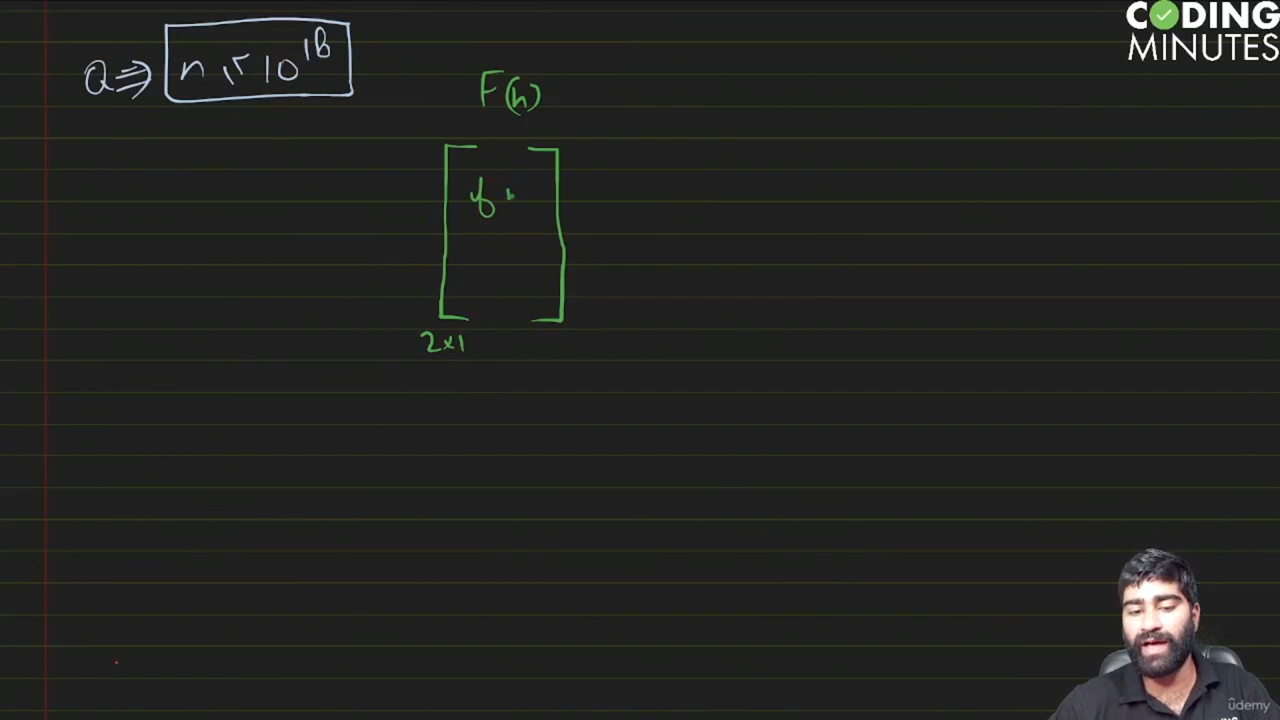 CODING
MINUTES
Q ⇒ n 10^18
F(n)
2x1
udemy